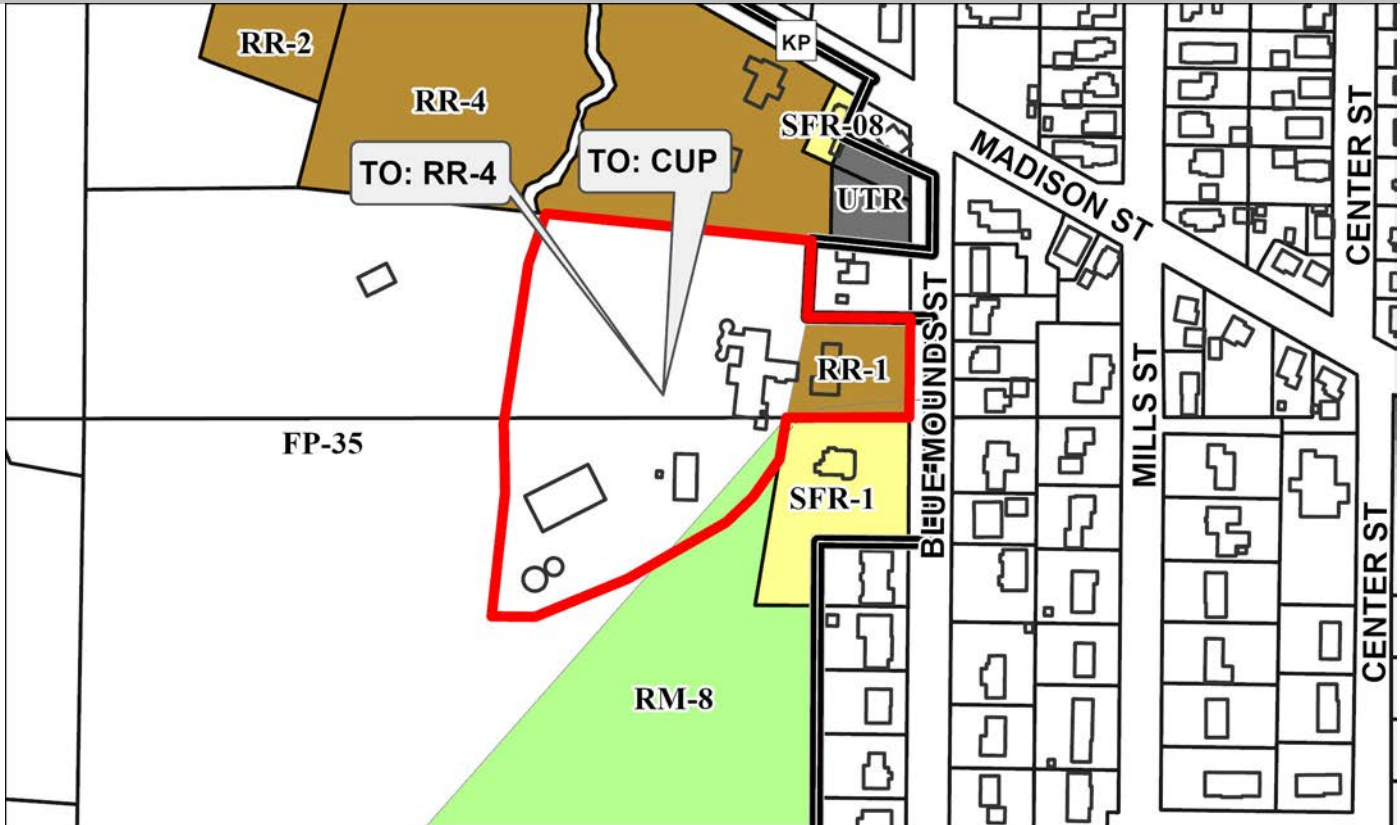 RR-2
KP
RR-4
SFR-08
MADISON ST
CENTER ST
TO: RR-4
TO: CUP
UTR
BLUE MOUNDS ST
RR-1
MILLS ST
FP-35
SFR-1
CENTER ST
RM-8